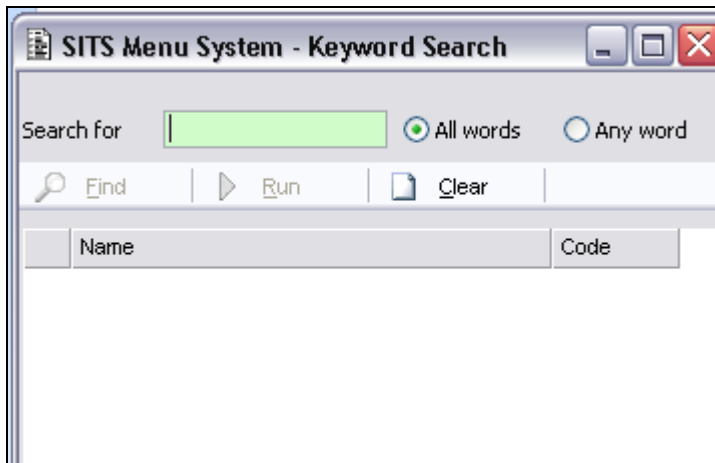 SITS Menu System - Keyword Search
Search for All words Any word
Find Run Clear
Name Code